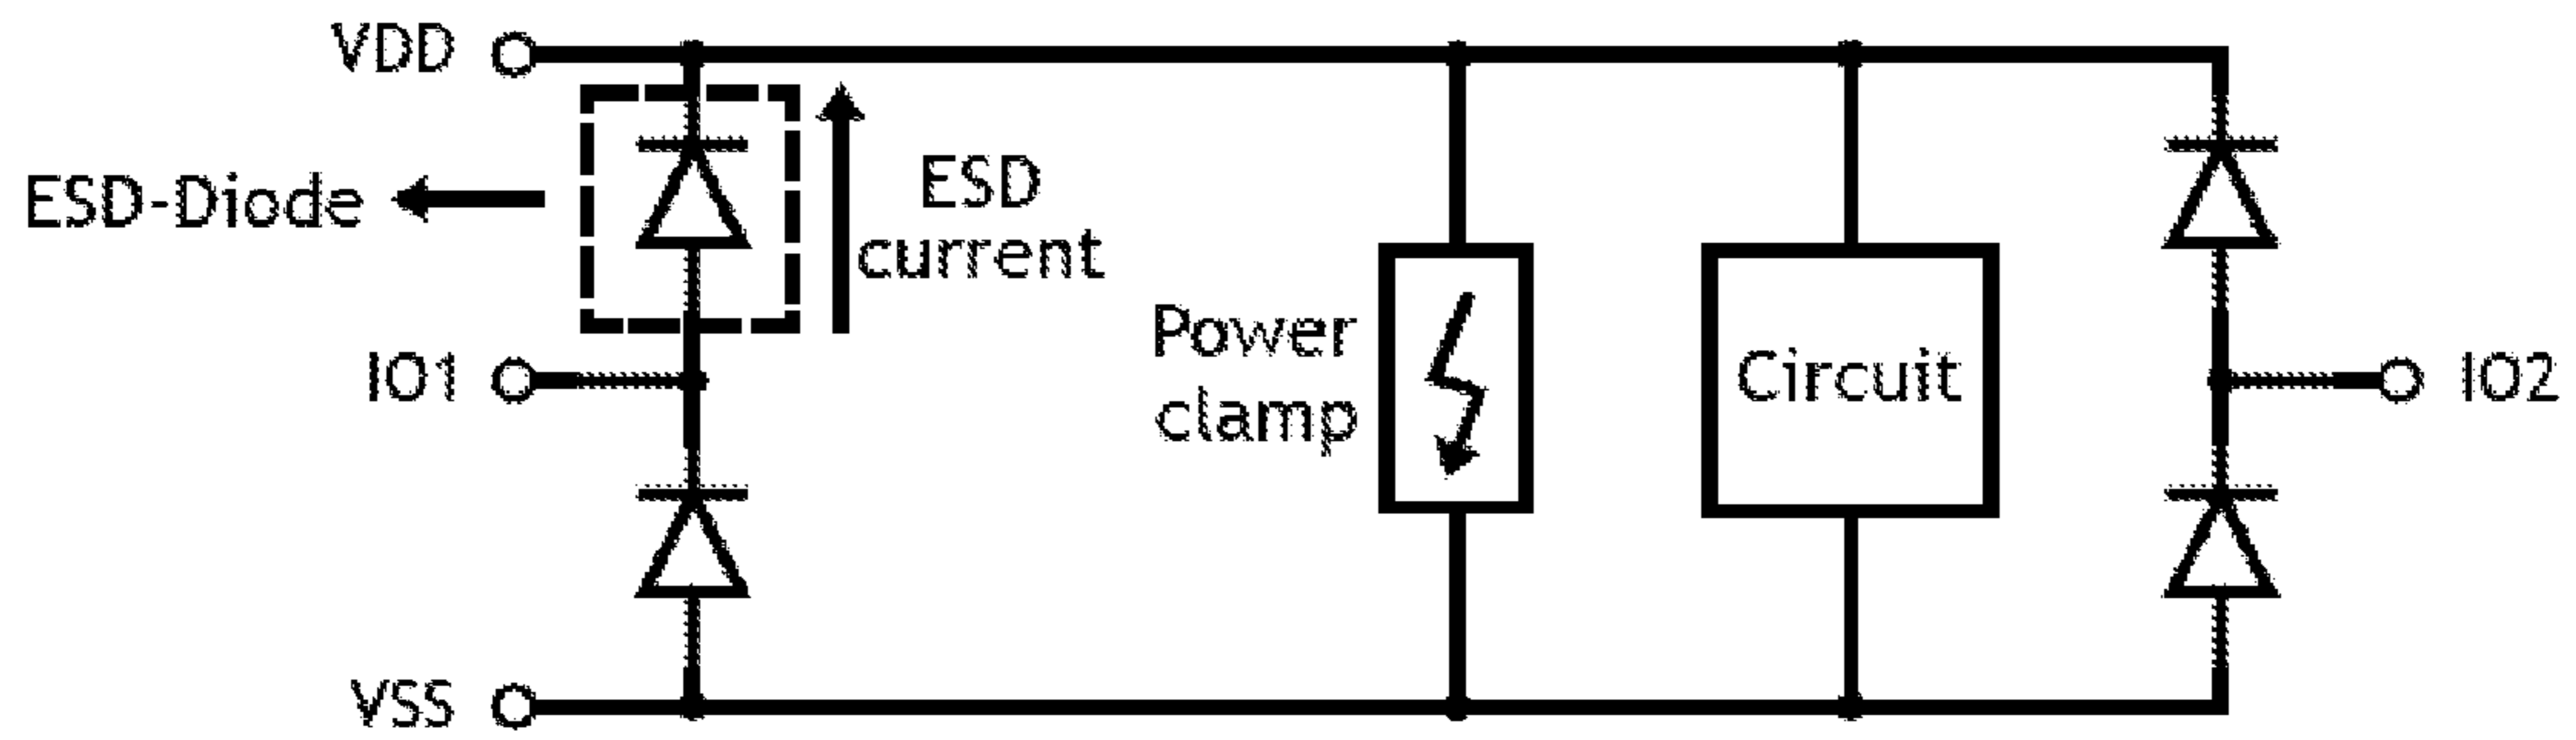 VDD
ESD-Diode
ESD
current
Power
clamp
Circuit
IO1
IO2
VSS